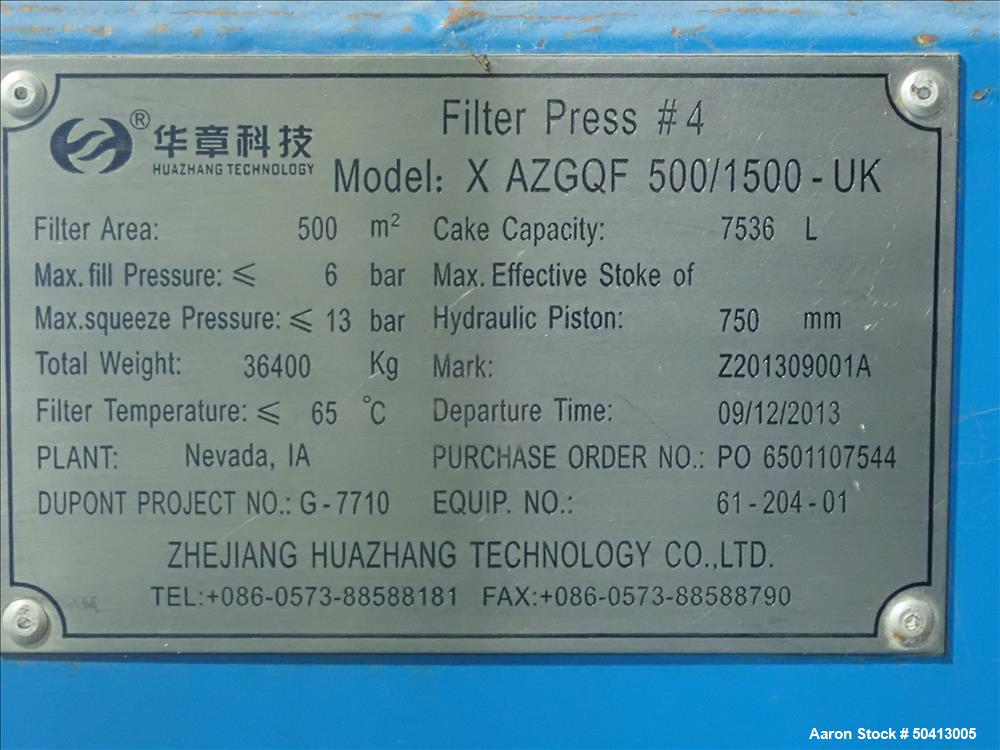 Filter Press #4
® 华章科技
HUAZHANG TECHNOLOGY
Model: X AZGQF 500/1500-UK
Filter Area: 500 m² Cake Capacity: 7536 L
Max. fill Pressure: ≤ 6 bar Max. Effective Stoke of
Max.squeeze Pressure: ≤ 13 bar Hydraulic Piston: 750 mm
Total Weight: 36400 Kg Mark: Z201309001A
Filter Temperature: ≤ 65 °C Departure Time: 09/12/2013
PLANT: Nevada, IA PURCHASE ORDER NO.: PO 6501107544
DUPONT PROJECT NO.: G-7710 EQUIP. NO.: 61-204-01
ZHEJIANG HUAZHANG TECHNOLOGY CO.,LTD.
TEL:+086-0573-88588181 FAX:+086-0573-88588790
Aaron Stock # 50413005